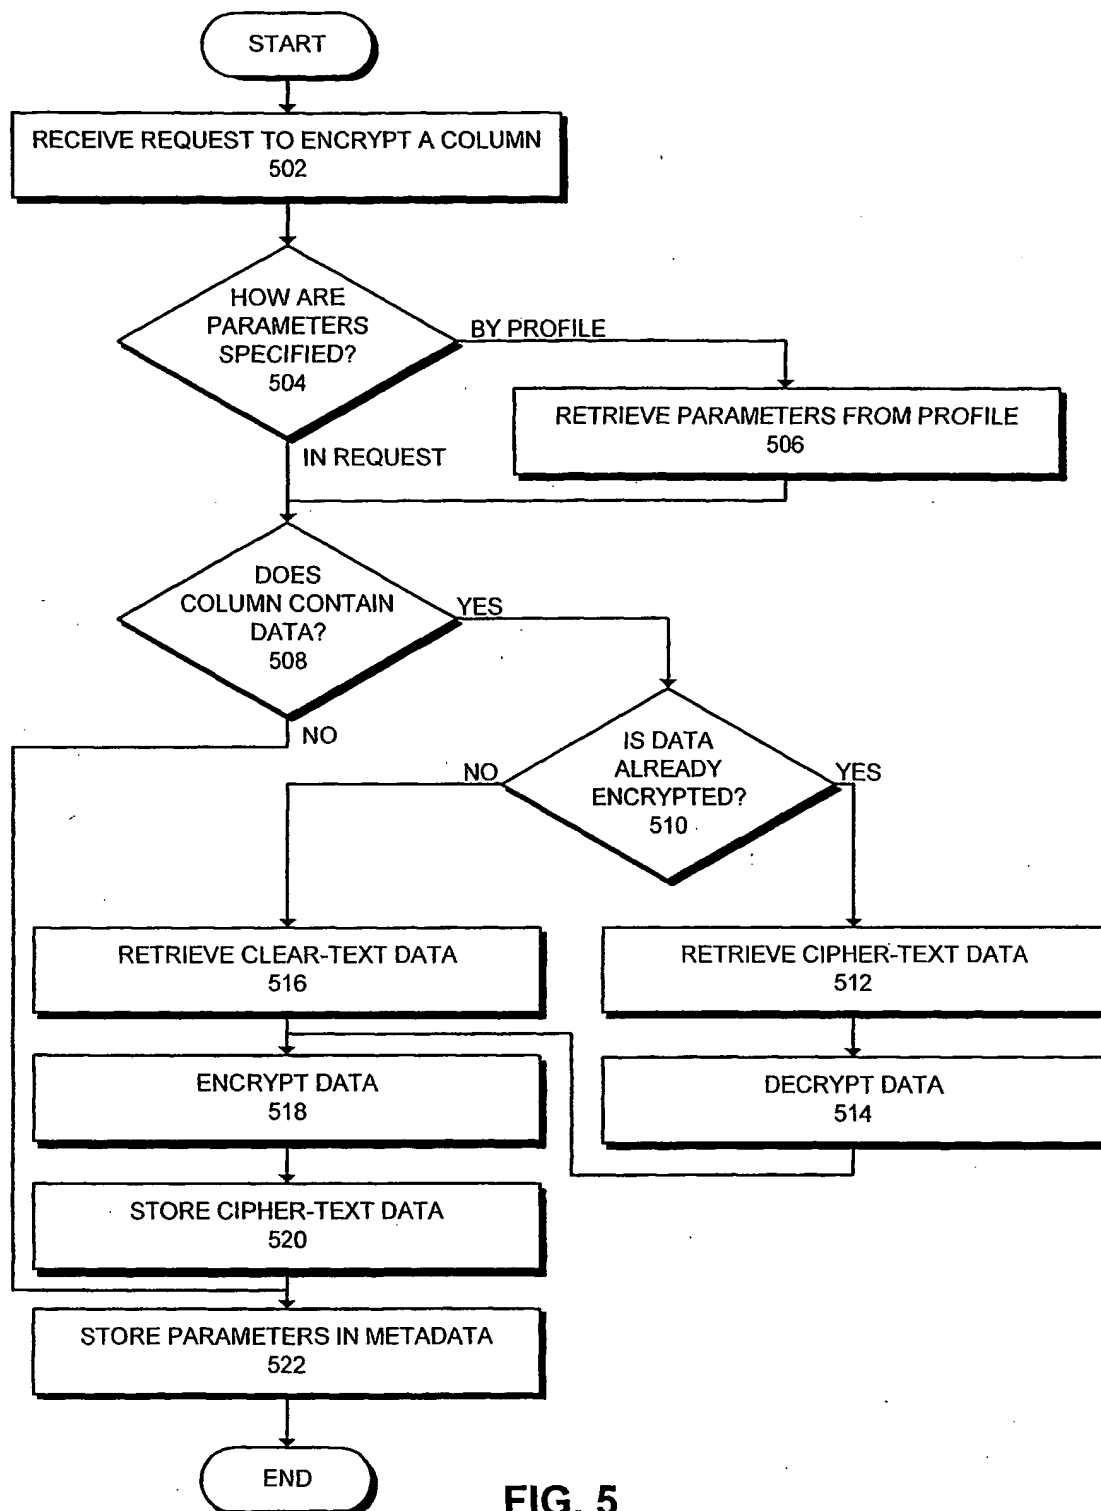 START
RECEIVE REQUEST TO ENCRYPT A COLUMN
502
HOW ARE
PARAMETERS
SPECIFIED?
504
BY PROFILE
RETRIEVE PARAMETERS FROM PROFILE
506
IN REQUEST
DOES
COLUMN CONTAIN
DATA?
508
YES
NO
IS DATA
ALREADY
ENCRYPTED?
510
NO
YES
RETRIEVE CLEAR-TEXT DATA
516
RETRIEVE CIPHER-TEXT DATA
512
ENCRYPT DATA
518
DECRYPT DATA
514
STORE CIPHER-TEXT DATA
520
STORE PARAMETERS IN METADATA
522
END
FIG. 5